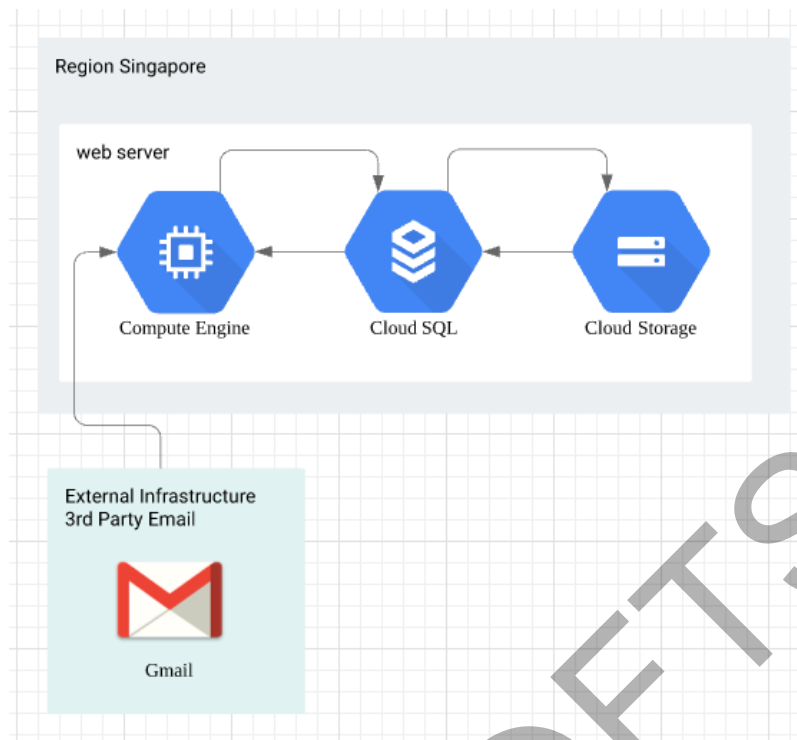 Region Singapore
web server
Compute Engine
Cloud SQL
Cloud Storage
External Infrastructure
3rd Party Email
Gmail